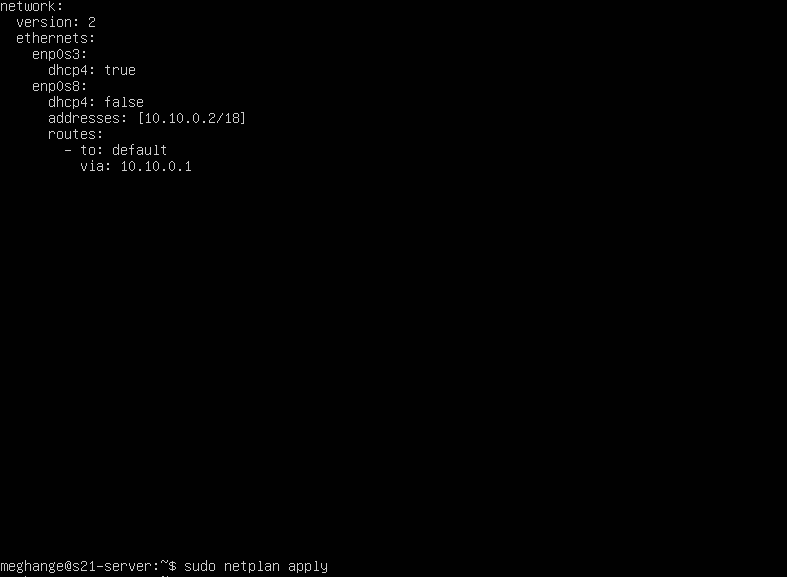 network:
  version: 2
  ethernets:
    enp0s3:
      dhcp4: true
    enp0s8:
      dhcp4: false
      addresses: [10.10.0.2/18]
      routes:
        - to: default
          via: 10.10.0.1
meghange@s21-server:~$ sudo netplan apply